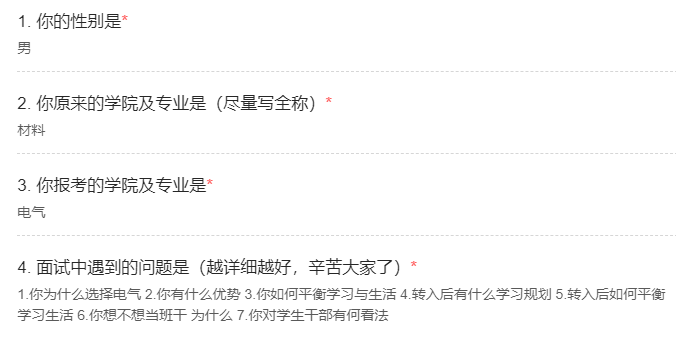 1. 你的性别是*
男
2. 你原来的学院及专业是（尽量写全称）*
材料
3. 你报考的学院及专业是*
电气
4. 面试中遇到的问题是（越详细越好，辛苦大家了）*
1.你为什么选择电气 2.你有什么优势 3.你如何平衡学习与生活 4.转入后有什么学习规划 5.转入后如何平衡
学习生活 6.你想不想当班干 为什么 7.你对学生干部有何看法